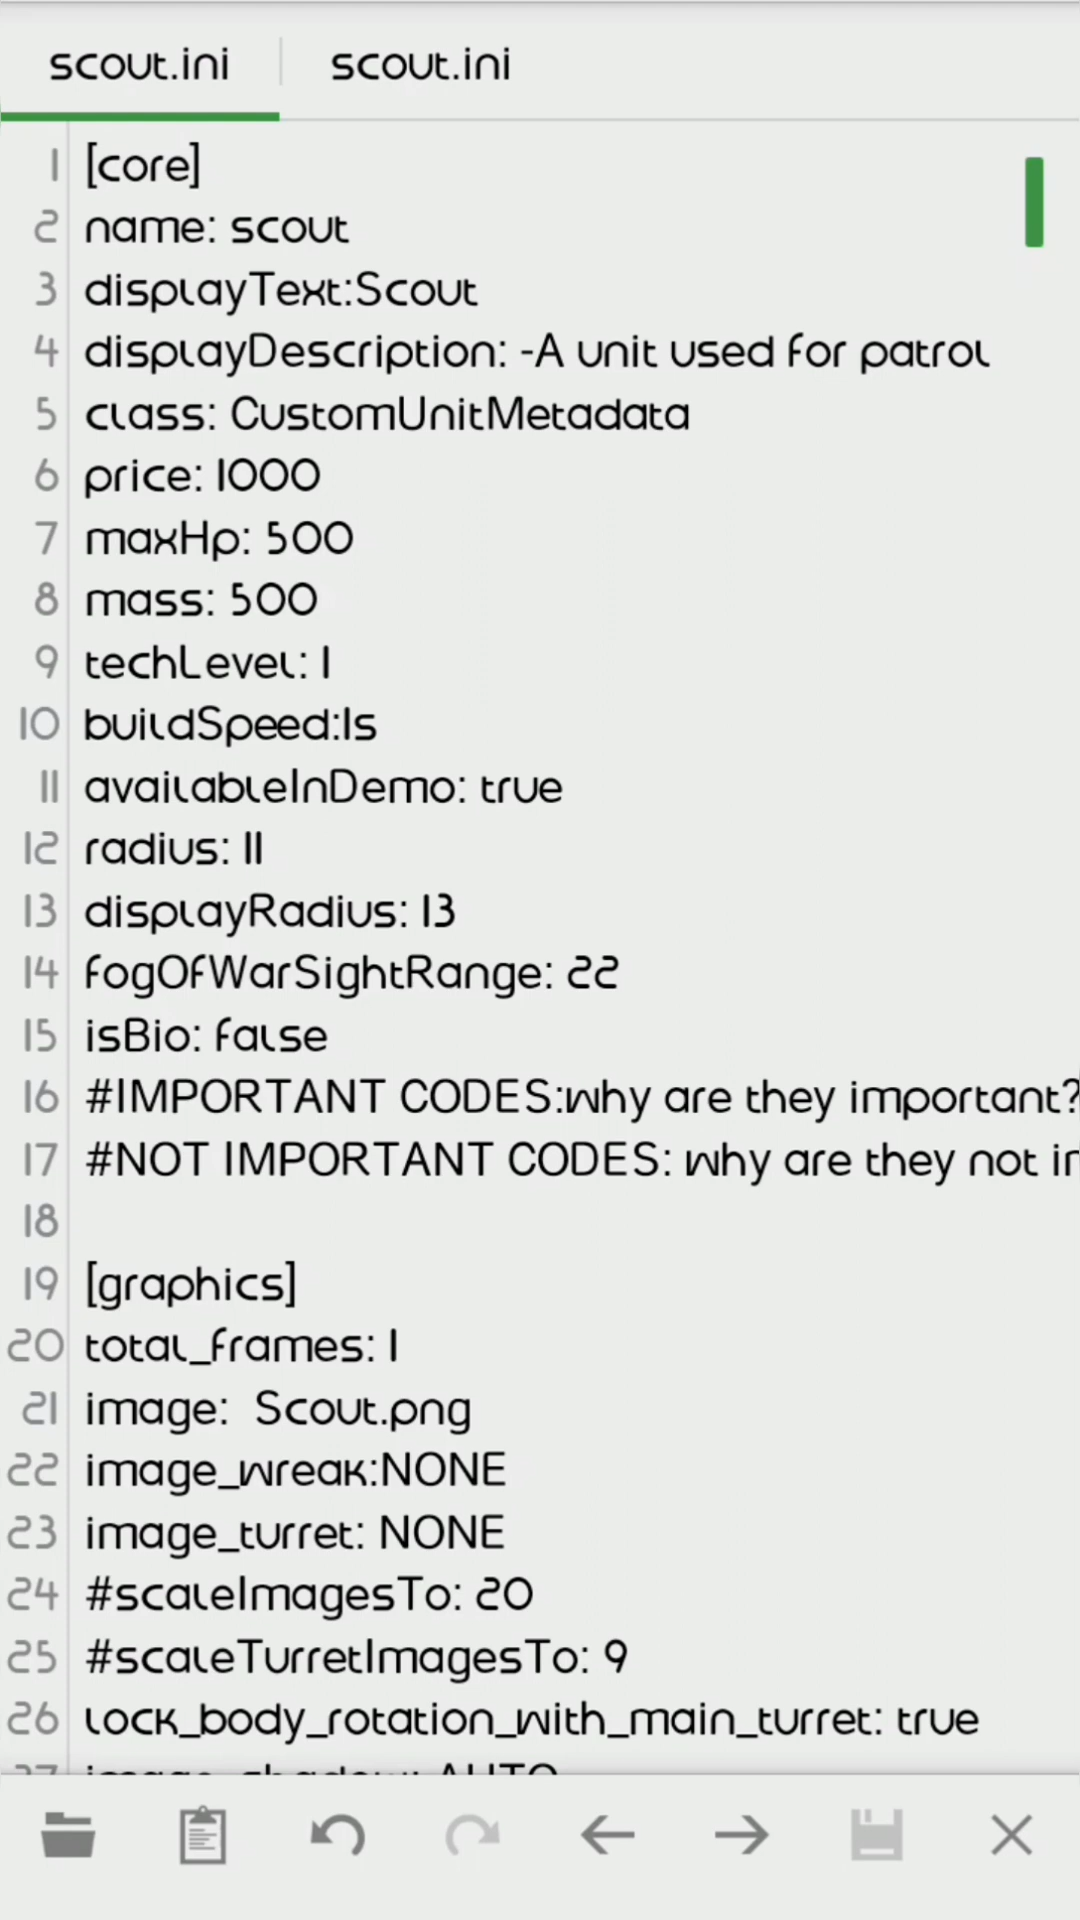 scout.ini scout.ini
1 [core]
2 name: scout
3 displayText:Scout
4 displayDescription: -A unit used for patrol
5 class: CustomUnitMetadata
6 price: 1000
7 maxHp: 500
8 mass: 500
9 techLevel: 1
10 buildSpeed:1s
11 availableInDemo: true
12 radius: 11
13 displayRadius: 13
14 fogOfWarSightRange: 22
15 isBio: false
16 #IMPORTANT CODES:why are they important?
17 #NOT IMPORTANT CODES: why are they not
18
19 [graphics]
20 total_frames: 1
21 image:  Scout.png
22 image_wreak:NONE
23 image_turret: NONE
24 #scaleImagesTo: 20
25 #scaleTurretImagesTo: 9
26 lock_body_rotation_with_main_turret: true
27 image_shadow: AUTO